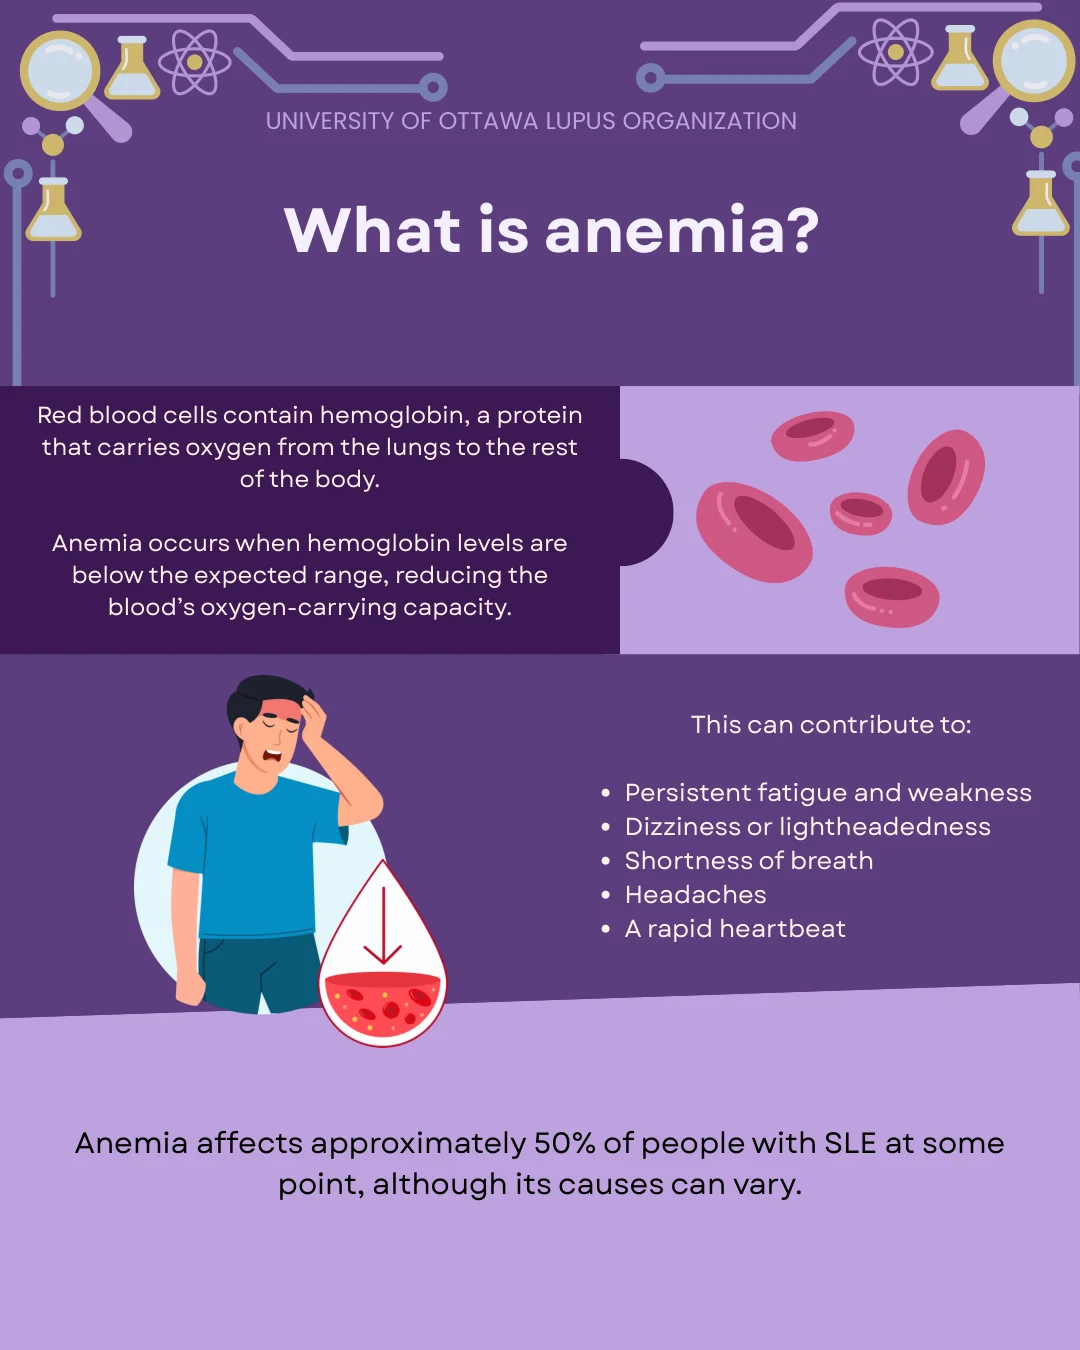 UNIVERSITY OF OTTAWA LUPUS ORGANIZATION
What is anemia?
Red blood cells contain hemoglobin, a protein
that carries oxygen from the lungs to the rest
of the body.
Anemia occurs when hemoglobin levels are
below the expected range, reducing the
blood’s oxygen-carrying capacity.
This can contribute to:
• Persistent fatigue and weakness
• Dizziness or lightheadedness
• Shortness of breath
• Headaches
• A rapid heartbeat
Anemia affects approximately 50% of people with SLE at some
point, although its causes can vary.